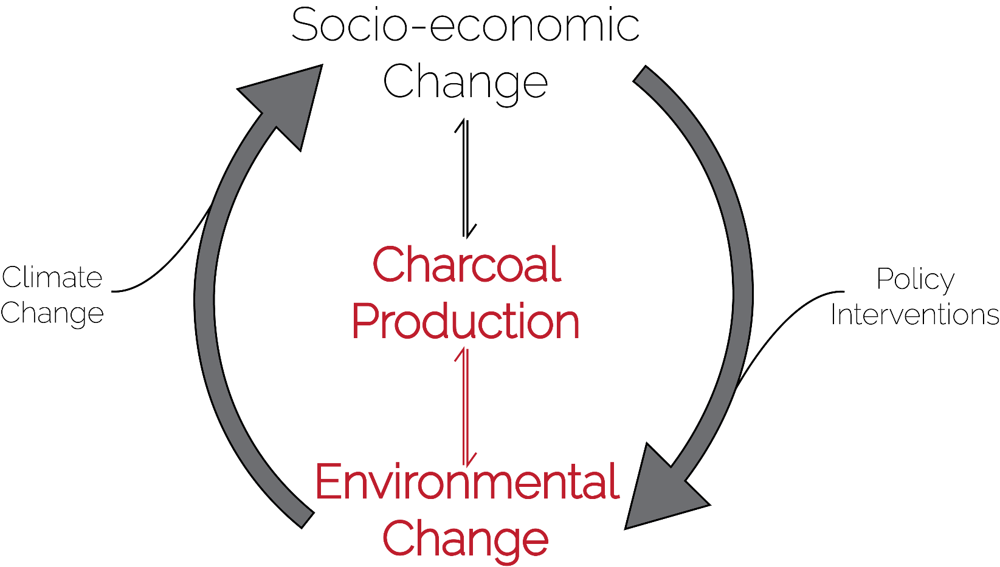 Socio-economic
Change
Charcoal
Production
Climate
Change
Policy
Interventions
Environmental
Change